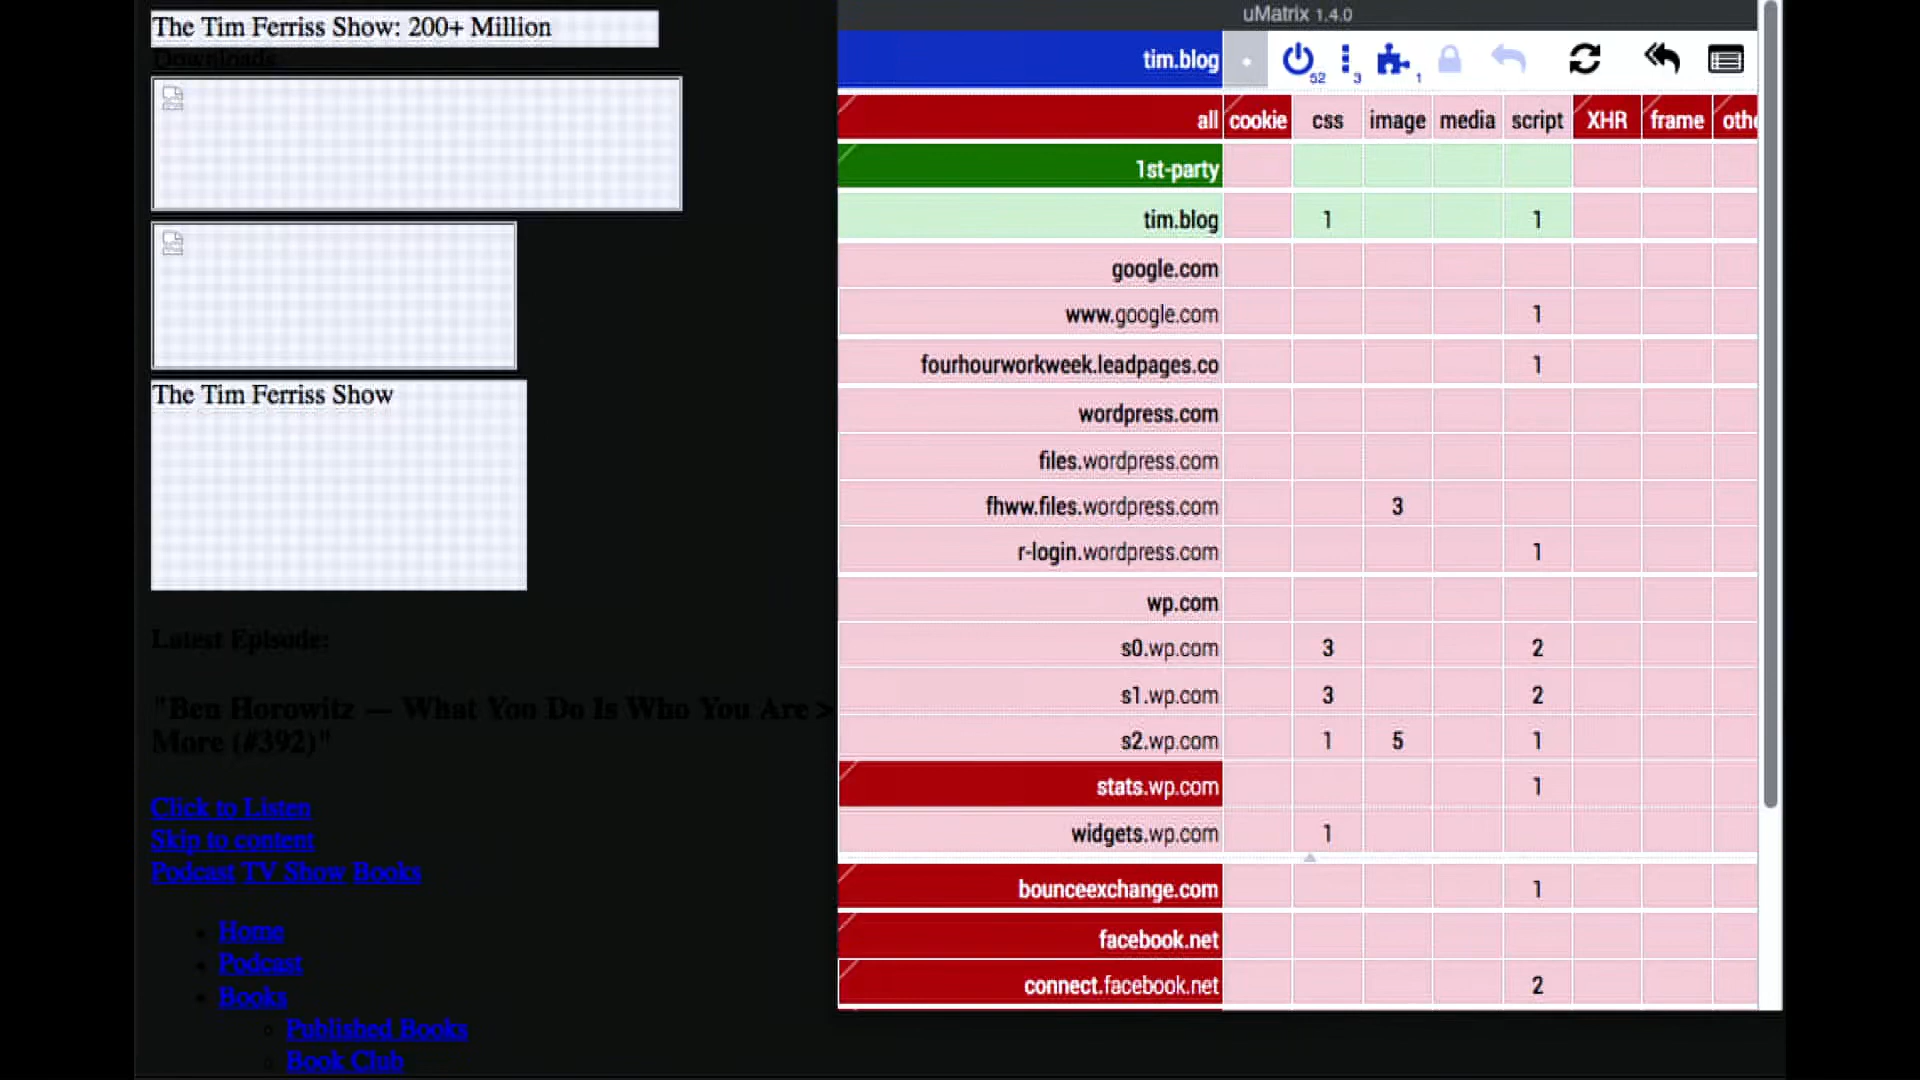 The Tim Ferriss Show: 200+ Million
Downloads
The Tim Ferriss Show
Latest Episode:
"Ben Horowitz — What You Do Is Who You Are >
More (#392)"
Click to Listen
Skip to content
Podcast TV Show Books
Home
Podcast
Books
Published Books
Book Club
uMatrix 1.4.0
tim.blog 52 3 1
all cookie css image media script XHR frame othe
1st-party
tim.blog 1 1
google.com
www.google.com 1
fourhourworkweek.leadpages.co 1
wordpress.com
files.wordpress.com
fhww.files.wordpress.com 3
r-login.wordpress.com 1
wp.com
s0.wp.com 3 2
s1.wp.com 3 2
s2.wp.com 1 5 1
stats.wp.com 1
widgets.wp.com 1
bounceexchange.com 1
facebook.net
connect.facebook.net 2